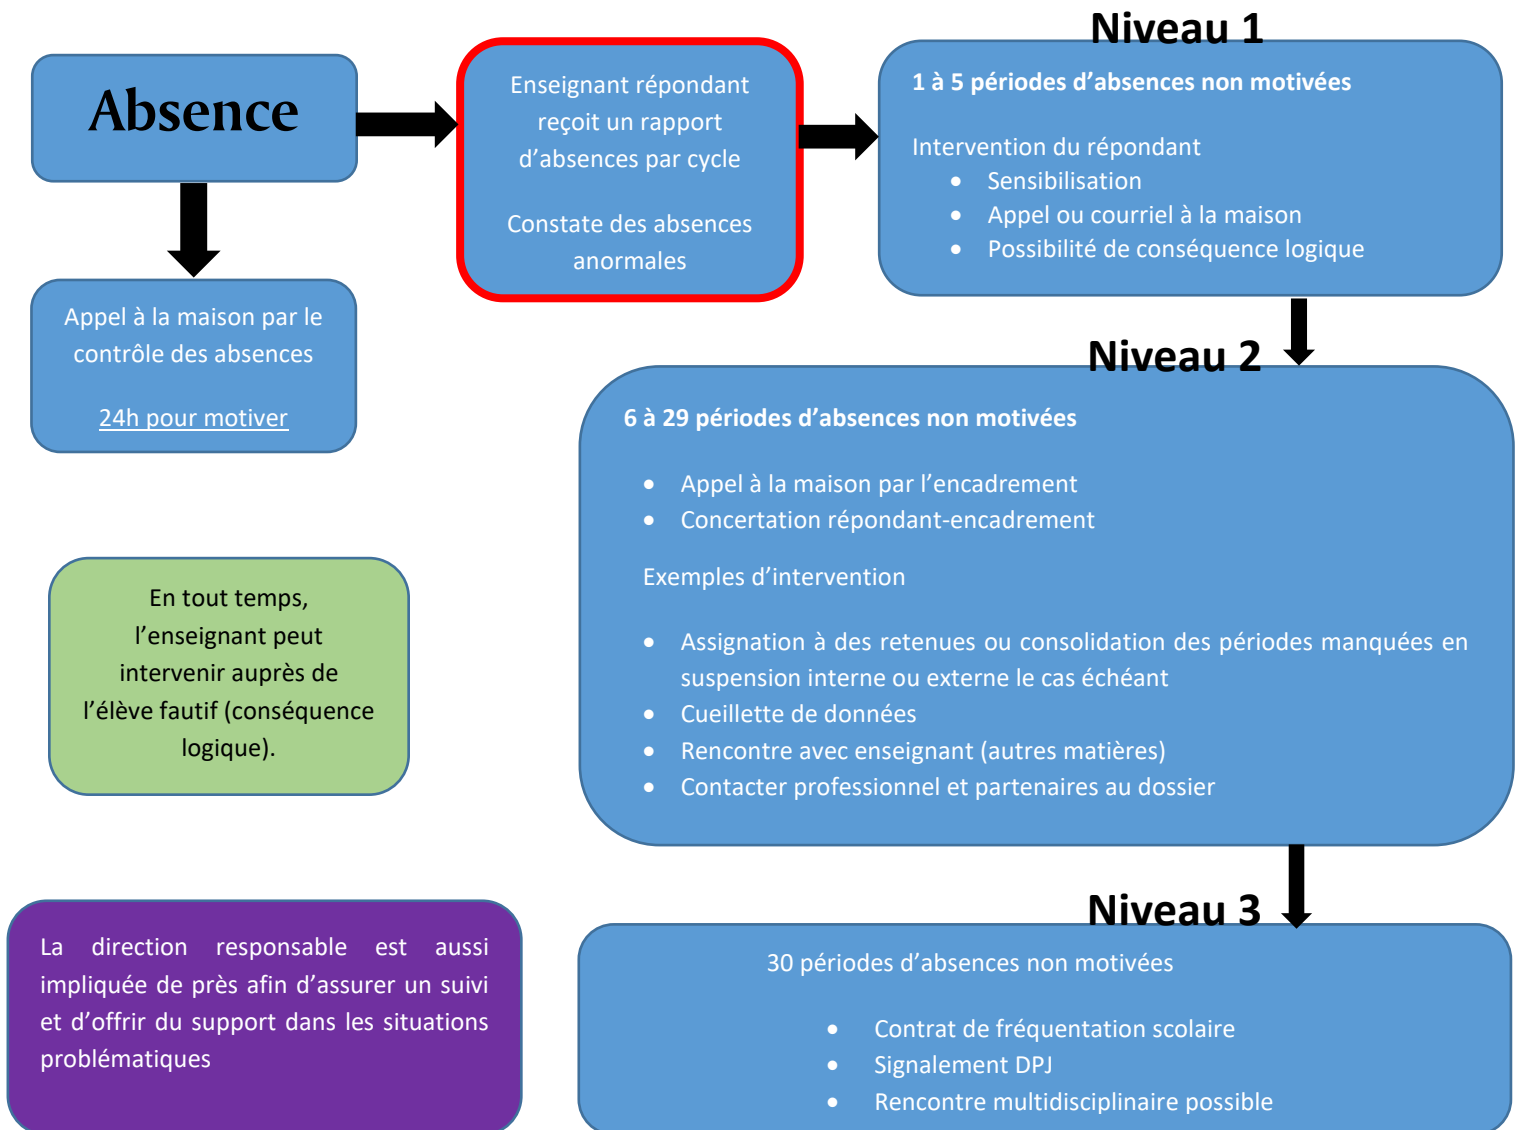 Absence
Enseignant répondant
reçoit un rapport
d’absences par cycle
Constate des absences
anormales
Niveau 1
1 à 5 périodes d’absences non motivées
Intervention du répondant
• Sensibilisation
• Appel ou courriel à la maison
• Possibilité de conséquence logique
Appel à la maison par le
contrôle des absences
24h pour motiver
Niveau 2
6 à 29 périodes d’absences non motivées
• Appel à la maison par l’encadrement
• Concertation répondant-encadrement
Exemples d’intervention
• Assignation à des retenues ou consolidation des périodes manquées en
suspension interne ou externe le cas échéant
• Cueillette de données
• Rencontre avec enseignant (autres matières)
• Contacter professionnel et partenaires au dossier
En tout temps,
l’enseignant peut
intervenir auprès de
l’élève fautif (conséquence
logique).
Niveau 3
30 périodes d’absences non motivées
• Contrat de fréquentation scolaire
• Signalement DPJ
• Rencontre multidisciplinaire possible
La direction responsable est aussi
impliquée de près afin d’assurer un suivi
et d’offrir du support dans les situations
problématiques